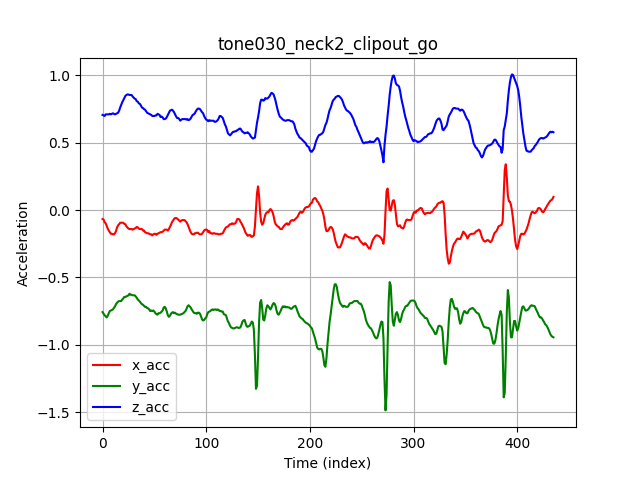 tone030_neck2_clipout_go
1.0
0.5
0.0
−0.5
−1.0
−1.5
Acceleration
x_acc
y_acc
z_acc
0 100 200 300 400
Time (index)